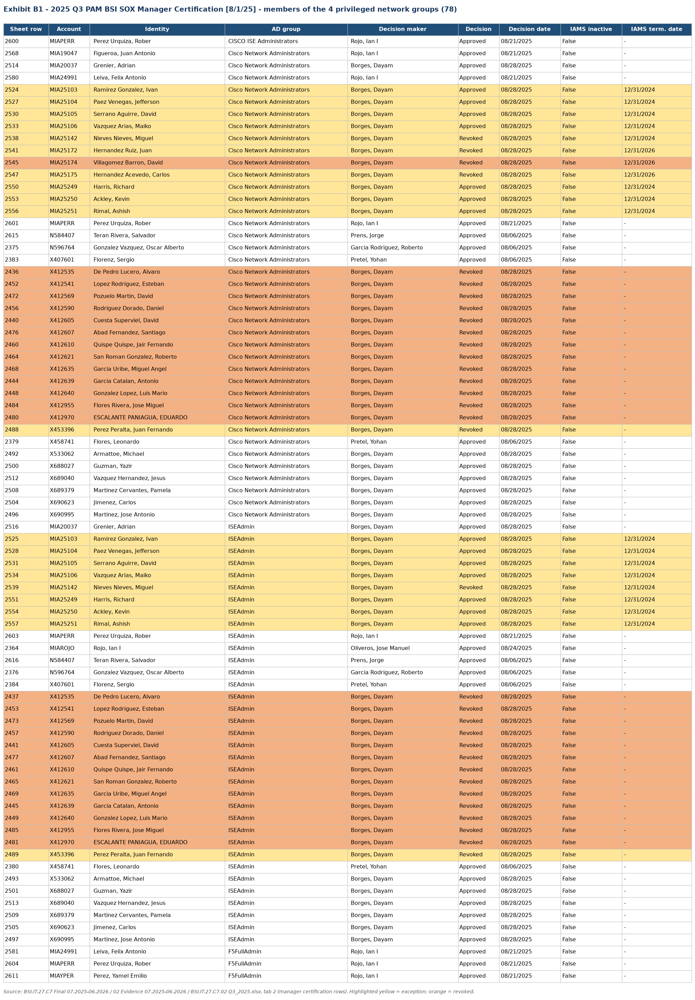 Exhibit B1 - 2025 Q3 PAM BSI SOX Manager Certification [8/1/25] - members of the 4 privileged network groups (78)
Sheet row Account Identity AD group Decision maker Decision Decision date IAMS inactive IAMS term. date
2600 MIAPERR Perez Urquiza, Rober CISCO ISE Administrators Rojo, Ian I Approved 08/21/2025 False -
2568 MIA19047 Figueroa, Juan Antonio Cisco Network Administrators Rojo, Ian I Approved 08/21/2025 False -
2514 MIA20037 Grenier, Adrian Cisco Network Administrators Borges, Dayam Approved 08/28/2025 False -
2580 MIA24991 Leiva, Felix Antonio Cisco Network Administrators Rojo, Ian I Approved 08/21/2025 False -
2524 MIA25103 Ramirez Gonzalez, Ivan Cisco Network Administrators Borges, Dayam Approved 08/28/2025 False 12/31/2024
2527 MIA25104 Paez Venegas, Jefferson Cisco Network Administrators Borges, Dayam Approved 08/28/2025 False 12/31/2024
2530 MIA25105 Serrano Aguirre, David Cisco Network Administrators Borges, Dayam Approved 08/28/2025 False 12/31/2024
2533 MIA25106 Vazquez Arias, Maiko Cisco Network Administrators Borges, Dayam Approved 08/28/2025 False 12/31/2024
2538 MIA25142 Nieves Nieves, Miguel Cisco Network Administrators Borges, Dayam Revoked 08/28/2025 False 12/31/2024
2541 MIA25172 Hernandez Ruiz, Juan Cisco Network Administrators Borges, Dayam Revoked 08/28/2025 False 12/31/2026
2545 MIA25174 Villagomez Barron, David Cisco Network Administrators Borges, Dayam Revoked 08/28/2025 False 12/31/2026
2547 MIA25175 Hernandez Acevedo, Carlos Cisco Network Administrators Borges, Dayam Revoked 08/28/2025 False 12/31/2026
2550 MIA25249 Harris, Richard Cisco Network Administrators Borges, Dayam Approved 08/28/2025 False 12/31/2024
2553 MIA25250 Ackley, Kevin Cisco Network Administrators Borges, Dayam Approved 08/28/2025 False 12/31/2024
2556 MIA25251 Rimal, Ashish Cisco Network Administrators Borges, Dayam Approved 08/28/2025 False 12/31/2024
2601 MIAPERR Perez Urquiza, Rober Cisco Network Administrators Rojo, Ian I Approved 08/21/2025 False -
2615 N584407 Teran Rivera, Salvador Cisco Network Administrators Prens, Jorge Approved 08/06/2025 False -
2375 N596764 Gonzalez Vazquez, Oscar Alberto Cisco Network Administrators Garcia Rodriguez, Roberto Approved 08/06/2025 False -
2383 X407601 Florenz, Sergio Cisco Network Administrators Pretel, Yohan Approved 08/06/2025 False -
2436 X412535 De Pedro Lucero, Alvaro Cisco Network Administrators Borges, Dayam Revoked 08/28/2025 False -
2452 X412541 Lopez Rodriguez, Esteban Cisco Network Administrators Borges, Dayam Revoked 08/28/2025 False -
2472 X412569 Pozuelo Martin, David Cisco Network Administrators Borges, Dayam Revoked 08/28/2025 False -
2456 X412590 Rodriguez Dorado, Daniel Cisco Network Administrators Borges, Dayam Revoked 08/28/2025 False -
2440 X412605 Cuesta Superviel, David Cisco Network Administrators Borges, Dayam Revoked 08/28/2025 False -
2476 X412607 Abad Fernandez, Santiago Cisco Network Administrators Borges, Dayam Revoked 08/28/2025 False -
2460 X412610 Quispe Quispe, Jair Fernando Cisco Network Administrators Borges, Dayam Revoked 08/28/2025 False -
2464 X412621 San Roman Gonzalez, Roberto Cisco Network Administrators Borges, Dayam Revoked 08/28/2025 False -
2468 X412635 Garcia Uribe, Miguel Angel Cisco Network Administrators Borges, Dayam Revoked 08/28/2025 False -
2444 X412639 Garcia Catalan, Antonio Cisco Network Administrators Borges, Dayam Revoked 08/28/2025 False -
2448 X412640 Gonzalez Lopez, Luis Mario Cisco Network Administrators Borges, Dayam Revoked 08/28/2025 False -
2484 X412955 Flores Rivera, Jose Miguel Cisco Network Administrators Borges, Dayam Revoked 08/28/2025 False -
2480 X412970 ESCALANTE PANIAGUA, EDUARDO Cisco Network Administrators Borges, Dayam Revoked 08/28/2025 False -
2488 X453396 Perez Peralta, Juan Fernando Cisco Network Administrators Borges, Dayam Revoked 08/28/2025 False -
2379 X458741 Flores, Leonardo Cisco Network Administrators Pretel, Yohan Approved 08/06/2025 False -
2492 X533062 Armattoe, Michael Cisco Network Administrators Borges, Dayam Approved 08/28/2025 False -
2500 X688027 Guzman, Yazir Cisco Network Administrators Borges, Dayam Approved 08/28/2025 False -
2512 X689040 Vazquez Hernandez, Jesus Cisco Network Administrators Borges, Dayam Approved 08/28/2025 False -
2508 X689379 Martinez Cervantes, Pamela Cisco Network Administrators Borges, Dayam Approved 08/28/2025 False -
2504 X690623 Jimenez, Carlos Cisco Network Administrators Borges, Dayam Approved 08/28/2025 False -
2496 X690995 Martinez, Jose Antonio Cisco Network Administrators Borges, Dayam Approved 08/28/2025 False -
2516 MIA20037 Grenier, Adrian ISEAdmin Borges, Dayam Approved 08/28/2025 False -
2525 MIA25103 Ramirez Gonzalez, Ivan ISEAdmin Borges, Dayam Approved 08/28/2025 False 12/31/2024
2528 MIA25104 Paez Venegas, Jefferson ISEAdmin Borges, Dayam Approved 08/28/2025 False 12/31/2024
2531 MIA25105 Serrano Aguirre, David ISEAdmin Borges, Dayam Approved 08/28/2025 False 12/31/2024
2534 MIA25106 Vazquez Arias, Maiko ISEAdmin Borges, Dayam Approved 08/28/2025 False 12/31/2024
2539 MIA25142 Nieves Nieves, Miguel ISEAdmin Borges, Dayam Revoked 08/28/2025 False 12/31/2024
2551 MIA25249 Harris, Richard ISEAdmin Borges, Dayam Approved 08/28/2025 False 12/31/2024
2554 MIA25250 Ackley, Kevin ISEAdmin Borges, Dayam Approved 08/28/2025 False 12/31/2024
2557 MIA25251 Rimal, Ashish ISEAdmin Borges, Dayam Approved 08/28/2025 False 12/31/2024
2603 MIAPERR Perez Urquiza, Rober ISEAdmin Rojo, Ian I Approved 08/21/2025 False -
2364 MIAROJO Rojo, Ian I ISEAdmin Oliveros, Jose Manuel Approved 08/24/2025 False -
2616 N584407 Teran Rivera, Salvador ISEAdmin Prens, Jorge Approved 08/06/2025 False -
2376 N596764 Gonzalez Vazquez, Oscar Alberto ISEAdmin Garcia Rodriguez, Roberto Approved 08/06/2025 False -
2384 X407601 Florenz, Sergio ISEAdmin Pretel, Yohan Approved 08/06/2025 False -
2437 X412535 De Pedro Lucero, Alvaro ISEAdmin Borges, Dayam Revoked 08/28/2025 False -
2453 X412541 Lopez Rodriguez, Esteban ISEAdmin Borges, Dayam Revoked 08/28/2025 False -
2473 X412569 Pozuelo Martin, David ISEAdmin Borges, Dayam Revoked 08/28/2025 False -
2457 X412590 Rodriguez Dorado, Daniel ISEAdmin Borges, Dayam Revoked 08/28/2025 False -
2441 X412605 Cuesta Superviel, David ISEAdmin Borges, Dayam Revoked 08/28/2025 False -
2477 X412607 Abad Fernandez, Santiago ISEAdmin Borges, Dayam Revoked 08/28/2025 False -
2461 X412610 Quispe Quispe, Jair Fernando ISEAdmin Borges, Dayam Revoked 08/28/2025 False -
2465 X412621 San Roman Gonzalez, Roberto ISEAdmin Borges, Dayam Revoked 08/28/2025 False -
2469 X412635 Garcia Uribe, Miguel Angel ISEAdmin Borges, Dayam Revoked 08/28/2025 False -
2445 X412639 Garcia Catalan, Antonio ISEAdmin Borges, Dayam Revoked 08/28/2025 False -
2449 X412640 Gonzalez Lopez, Luis Mario ISEAdmin Borges, Dayam Revoked 08/28/2025 False -
2485 X412955 Flores Rivera, Jose Miguel ISEAdmin Borges, Dayam Revoked 08/28/2025 False -
2481 X412970 ESCALANTE PANIAGUA, EDUARDO ISEAdmin Borges, Dayam Revoked 08/28/2025 False -
2489 X453396 Perez Peralta, Juan Fernando ISEAdmin Borges, Dayam Revoked 08/28/2025 False -
2380 X458741 Flores, Leonardo ISEAdmin Pretel, Yohan Approved 08/06/2025 False -
2493 X533062 Armattoe, Michael ISEAdmin Borges, Dayam Approved 08/28/2025 False -
2501 X688027 Guzman, Yazir ISEAdmin Borges, Dayam Approved 08/28/2025 False -
2513 X689040 Vazquez Hernandez, Jesus ISEAdmin Borges, Dayam Approved 08/28/2025 False -
2509 X689379 Martinez Cervantes, Pamela ISEAdmin Borges, Dayam Approved 08/28/2025 False -
2505 X690623 Jimenez, Carlos ISEAdmin Borges, Dayam Approved 08/28/2025 False -
2497 X690995 Martinez, Jose Antonio ISEAdmin Borges, Dayam Approved 08/28/2025 False -
2581 MIA24991 Leiva, Felix Antonio F5FullAdmin Rojo, Ian I Approved 08/21/2025 False -
2604 MIAPERR Perez Urquiza, Rober F5FullAdmin Rojo, Ian I Approved 08/21/2025 False -
2611 MIAYPER Perez, Yamel Emilio F5FullAdmin Rojo, Ian I Approved 08/21/2025 False -
Source: BSI.IT.27.C7 Final 07.2025-06.2026 / 02 Evidence 07.2025-06.2026 / BSI.IT.27.C7.02 Q3_2025.xlsx, tab 2 (manager certification rows). Highlighted yellow = exception; orange = revoked.